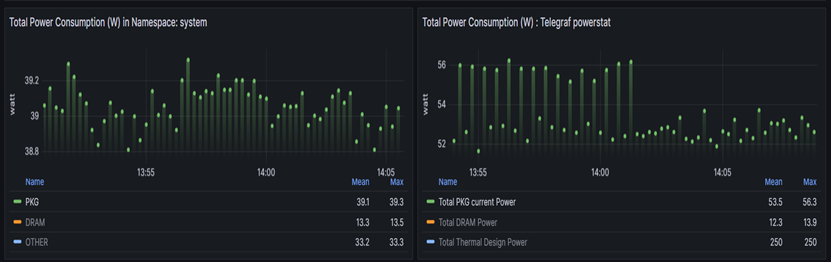 Total Power Consumption (W) in Namespace: system
watt
39.2
39
38.8
13:55 14:00 14:05
Name Mean Max
PKG 39.1 39.3
DRAM 13.3 13.5
OTHER 33.2 33.3
Total Power Consumption (W) : Telegraf powerstat
watt
56
54
52
13:55 14:00 14:05
Name Mean Max
Total PKG current Power 53.5 56.3
Total DRAM Power 12.3 13.9
Total Thermal Design Power 250 250